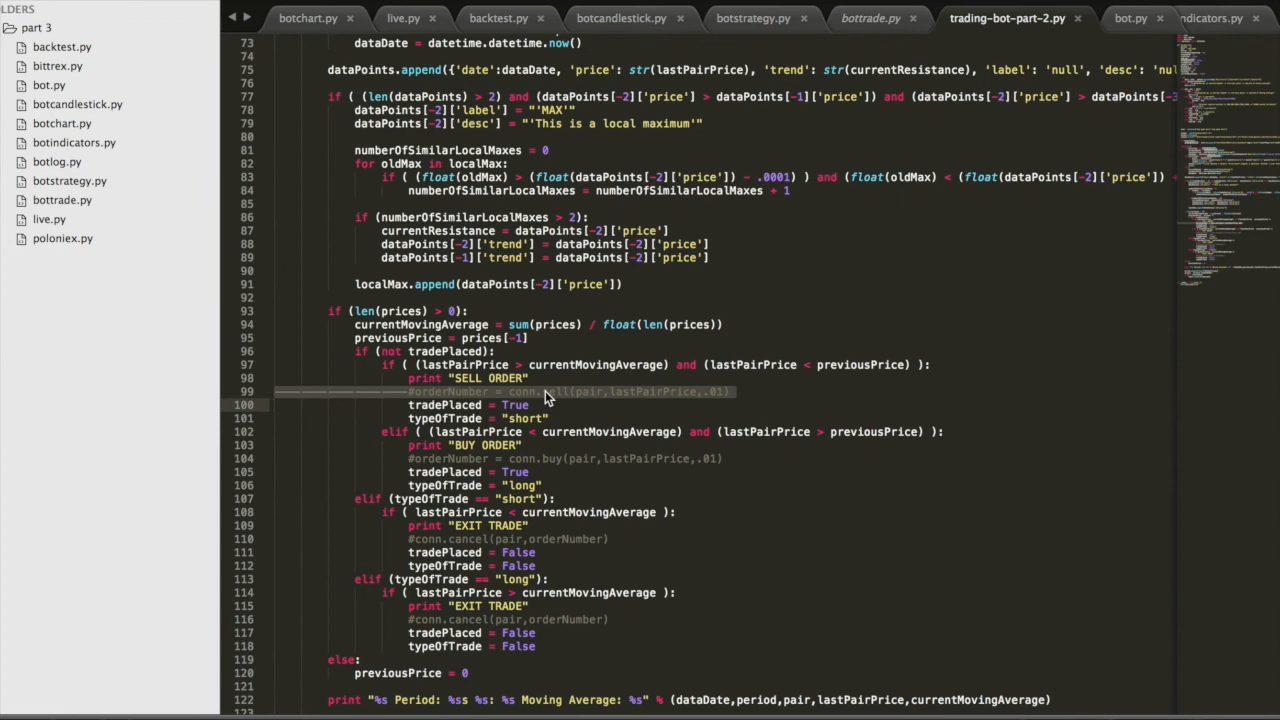 LDERS
part 3
backtest.py
bittrex.py
bot.py
botcandlestick.py
botchart.py
botindicators.py
botlog.py
botstrategy.py
bottrade.py
live.py
poloniex.py
botchart.py × live.py × backtest.py × botcandlestick.py × botstrategy.py × bottrade.py × trading-bot-part-2.py × bot.py × ndicators.py ×
73 dataDate = datetime.datetime.now()
74
75 dataPoints.append({'date':dataDate, 'price': str(lastPairPrice), 'trend': str(currentResistance), 'label': 'null', 'desc': 'nul
76
77 if ( (len(dataPoints) > 2) and (dataPoints[-2]['price'] > dataPoints[-1]['price']) and (dataPoints[-2]['price'] > dataPoints[-3
78 dataPoints[-2]['label'] = "'MAX'"
79 dataPoints[-2]['desc'] = "'This is a local maximum'"
80
81 numberOfSimilarLocalMaxes = 0
82 for oldMax in localMax:
83 if ( (float(oldMax) > (float(dataPoints[-2]['price']) - .0001) ) and (float(oldMax) < (float(dataPoints[-2]['price']) +
84 numberOfSimilarLocalMaxes = numberOfSimilarLocalMaxes + 1
85
86 if (numberOfSimilarLocalMaxes > 2):
87 currentResistance = dataPoints[-2]['price']
88 dataPoints[-2]['trend'] = dataPoints[-2]['price']
89 dataPoints[-1]['trend'] = dataPoints[-2]['price']
90
91 localMax.append(dataPoints[-2]['price'])
92
93 if (len(prices) > 0):
94 currentMovingAverage = sum(prices) / float(len(prices))
95 previousPrice = prices[-1]
96 if (not tradePlaced):
97 if ( (lastPairPrice > currentMovingAverage) and (lastPairPrice < previousPrice) ):
98 print "SELL ORDER"
99 #orderNumber = conn.sell(pair,lastPairPrice,.01)
100 tradePlaced = True
101 typeOfTrade = "short"
102 elif ( (lastPairPrice < currentMovingAverage) and (lastPairPrice > previousPrice) ):
103 print "BUY ORDER"
104 #orderNumber = conn.buy(pair,lastPairPrice,.01)
105 tradePlaced = True
106 typeOfTrade = "long"
107 elif (typeOfTrade == "short"):
108 if ( lastPairPrice < currentMovingAverage ):
109 print "EXIT TRADE"
110 #conn.cancel(pair,orderNumber)
111 tradePlaced = False
112 typeOfTrade = False
113 elif (typeOfTrade == "long"):
114 if ( lastPairPrice > currentMovingAverage ):
115 print "EXIT TRADE"
116 #conn.cancel(pair,orderNumber)
117 tradePlaced = False
118 typeOfTrade = False
119 else:
120 previousPrice = 0
121
122 print "%s Period: %ss %s: %s Moving Average: %s" % (dataDate,period,pair,lastPairPrice,currentMovingAverage)
123